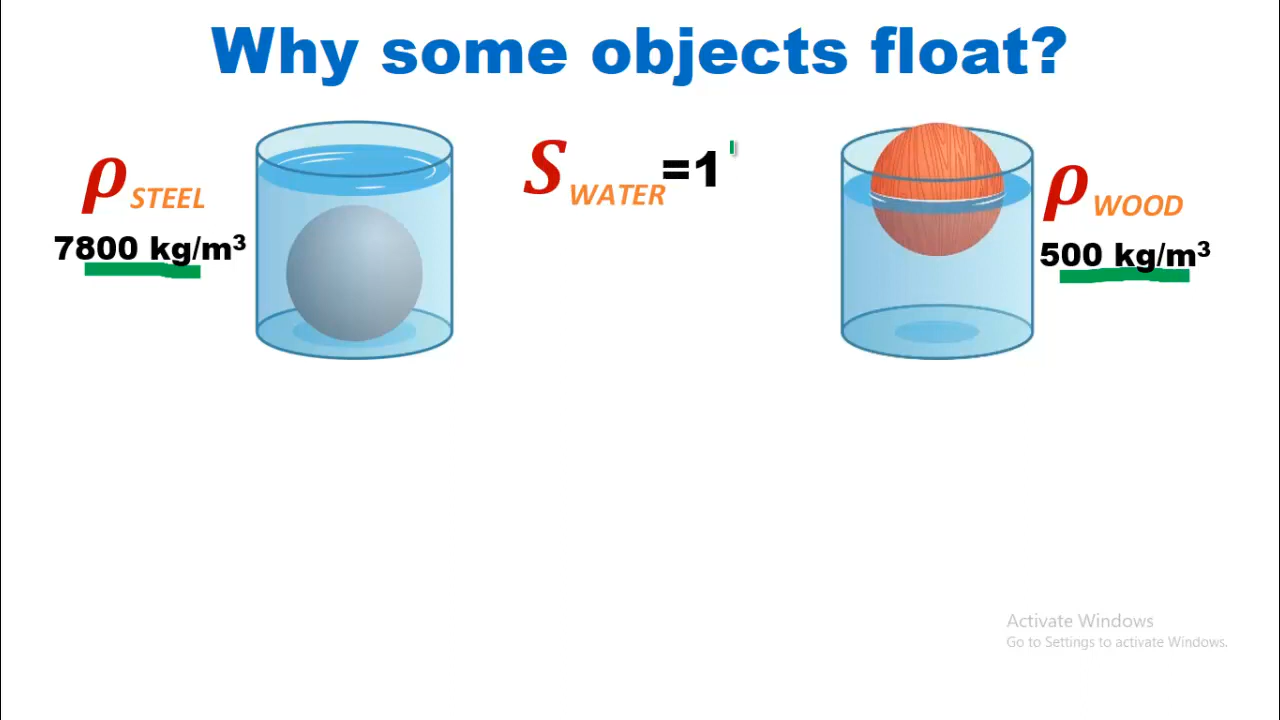 Why some objects float?
ρ STEEL
7800 kg/m³
S WATER =1
ρ WOOD
500 kg/m³
Activate Windows
Go to Settings to activate Windows.